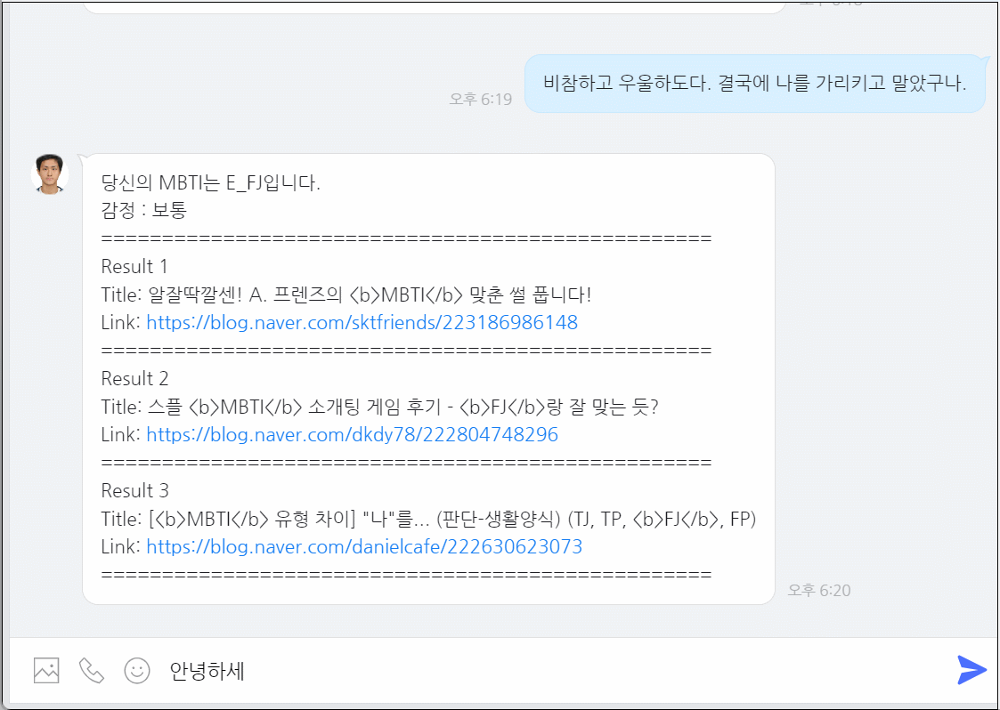 비참하고 우울하도다. 결국에 나를 가리키고 말았구나.
오후 6:19
당신의 MBTI는 E_FJ입니다.
감정 : 보통
==================================================
Result 1
Title: 알잘딱깔센! A. 프렌즈의 <b>MBTI</b> 맞춘 썰 풉니다!
Link: https://blog.naver.com/sktfriends/223186986148
==================================================
Result 2
Title: 스플 <b>MBTI</b> 소개팅 게임 후기 - <b>FJ</b>랑 잘 맞는 듯?
Link: https://blog.naver.com/dkdy78/222804748296
==================================================
Result 3
Title: [<b>MBTI</b> 유형 차이] "나"를... (판단-생활양식) (TJ, TP, <b>FJ</b>, FP)
Link: https://blog.naver.com/danielcafe/222630623073
==================================================
오후 6:20
안녕하세